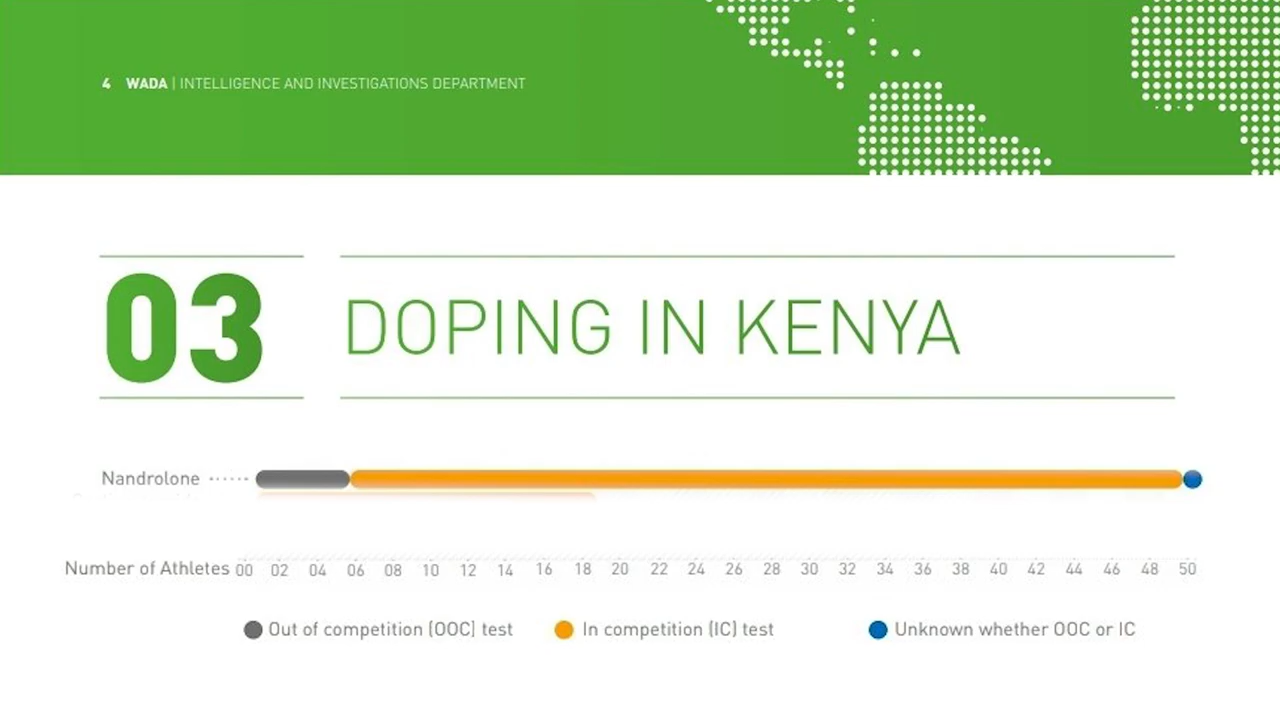 4 WADA | INTELLIGENCE AND INVESTIGATIONS DEPARTMENT
03 DOPING IN KENYA
Nandrolone
Number of Athletes 00 02 04 06 08 10 12 14 16 18 20 22 24 26 28 30 32 34 36 38 40 42 44 46 48 50
Out of competition (OOC) test In competition (IC) test Unknown whether OOC or IC